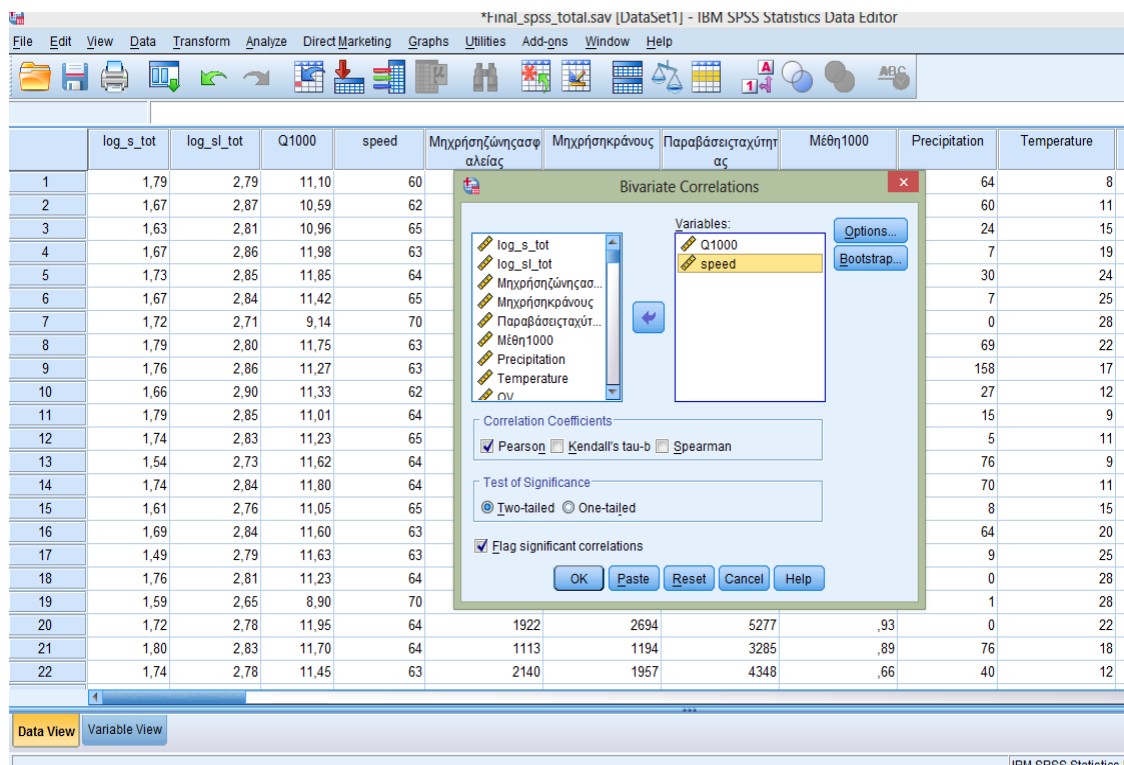 *Final_spss_total.sav [DataSet1] - IBM SPSS Statistics Data Editor
File Edit View Data Transform Analyze Direct Marketing Graphs Utilities Add-ons Window Help
log_s_tot log_sl_tot Q1000 speed Μηχρήσηζώνηςασφαλείας Μηχρήσηκράνους Παραβάσειςταχύτητας Μέθη1000 Precipitation Temperature
1 1,79 2,79 11,10 60 64 8
2 1,67 2,87 10,59 62 60 11
3 1,63 2,81 10,96 65 24 15
4 1,67 2,86 11,98 63 7 19
5 1,73 2,85 11,85 64 30 24
6 1,67 2,84 11,42 65 7 25
7 1,72 2,71 9,14 70 0 28
8 1,79 2,80 11,75 63 69 22
9 1,76 2,86 11,27 63 158 17
10 1,66 2,90 11,33 62 27 12
11 1,79 2,85 11,01 64 15 9
12 1,74 2,83 11,23 65 5 11
13 1,54 2,73 11,62 64 76 9
14 1,74 2,84 11,80 64 70 11
15 1,61 2,76 11,05 65 8 15
16 1,69 2,84 11,60 63 64 20
17 1,49 2,79 11,63 63 9 25
18 1,76 2,81 11,23 64 0 28
19 1,59 2,65 8,90 70 1 28
20 1,72 2,78 11,95 64 1922 2694 5277 ,93 0 22
21 1,80 2,83 11,70 64 1113 1194 3285 ,89 76 18
22 1,74 2,78 11,45 63 2140 1957 4348 ,66 40 12
Bivariate Correlations
log_s_tot
log_sl_tot
Μηχρήσηζώνηςασ...
Μηχρήσηκράνους
Παραβάσειςταχύτ...
Μέθη1000
Precipitation
Temperature
Variables:
Q1000
speed
Options...
Bootstrap...
Correlation Coefficients
Pearson Kendall's tau-b Spearman
Test of Significance
Two-tailed One-tailed
Flag significant correlations
OK Paste Reset Cancel Help
Data View Variable View
IBM SPSS Statistics